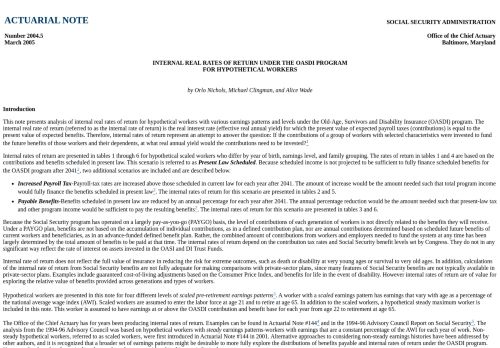 ACTUARIAL NOTE
SOCIAL SECURITY ADMINISTRATION
Number 2004.5
Office of the Chief Actuary
March 2005
Baltimore, Maryland
INTERNAL REAL RATES OF RETURN UNDER THE OASDI PROGRAM
FOR HYPOTHETICAL WORKERS
by Orlo Nichols, Michael Clingman, and Alice Wade
Introduction
This note presents analysis of internal real rates of return for hypothetical workers with various earnings patterns and levels under the Old-Age, Survivors and Disability Insurance (OASDI) program. The
internal real rate of return (referred to as the internal rate of return) is the real interest rate (effective real annual yield) for which the present value of expected payroll taxes (contributions) is equal to the
present value of expected benefits. Therefore, internal rates of return represent an attempt to answer the question: If the contributions of a group of workers with selected characteristics were invested to fund
the future benefits of those workers and their dependents, at what real annual yield would the contributions need to be invested?
Internal rates of return are presented in tables 1 through 6 for hypothetical scaled workers who differ by year of birth, earnings level, and family grouping. The rates of return in tables 1 and 4 are based on the
contributions and benefits scheduled in present law. This scenario is referred to as Present Law Scheduled. Because scheduled income is not projected to be sufficient to fully finance scheduled benefits for
the OASDI program after 2041, two additional scenarios are included and are described below.
• Increased Payroll Tax-Payroll-tax rates are increased above those scheduled in current law for each year after 2041. The amount of increase would be the amount needed such that total program income
would fully finance the benefits scheduled in present law. The internal rates of return for this scenario are presented in tables 2 and 5.
• Payable Benefits-Benefits scheduled in present law are reduced by an annual percentage for each year after 2041. The annual percentage reduction would be the amount needed such that present-law tax
and other program income would be sufficient to pay the resulting benefits. The internal rates of return for this scenario are presented in tables 3 and 6.
Because the Social Security program has operated on a largely pay-as-you-go (PAYGO) basis, the level of contributions of each generation of workers is not directly related to the benefits they will receive.
Under a PAYGO plan, benefits are not based on the accumulation of individual contributions, as in a defined contribution plan, nor are annual contributions determined based on scheduled future benefits of
current workers and beneficiaries, as in an advance-funded defined benefit plan. Rather, the combined amount of contributions from workers and employers needed to fund the system at any time has been
largely determined by the total amount of benefits to be paid at that time. The internal rates of return depend on the contribution tax rates and Social Security benefit levels set by Congress. They do not in any
significant way reflect the rate of interest on assets invested in the OASI and DI Trust Funds.
Internal rate of return does not reflect the full value of insurance in reducing the risk for extreme outcomes, such as death or disability at very young ages or survival to very old ages. In addition, calculations
of the internal rate of return from Social Security benefits are not fully adequate for making comparisons with private-sector plans, since many features of Social Security benefits are not typically available in
private-sector plans. Examples include guaranteed cost-of-living adjustments based on the Consumer Price Index, and benefits for life in the event of disability. However internal rates of return are of value for
exploring the relative value of benefits provided across generations and types of workers.
Hypothetical workers are presented in this note for four different levels of scaled pre-retirement earnings patterns. A worker with a scaled earnings pattern has earnings that vary with age as a percentage of
the national average wage index (AWI). Scaled workers are assumed to enter the labor force at age 21 and to retire at age 65. In addition to the scaled workers, a hypothetical steady maximum worker is
included in this note. This worker is assumed to have earnings at or above the OASDI contribution and benefit base for each year from age 22 to retirement at age 65.
The Office of the Chief Actuary has for years been producing internal rates of return. Examples can be found in Actuarial Note #144 and in the 1994-96 Advisory Council Report on Social Security. The
analysis from the 1994-96 Advisory Council was based on hypothetical workers with steady earnings patterns-workers with earnings that are a constant percentage of the AWI for each year of work. Non-
steady hypothetical workers, referred to as scaled workers, were first introduced in Actuarial Note #144 in 2001. Alternative approaches to considering non-steady earnings histories have been addressed by
other authors, and it is recognized that a broader set of earnings patterns might be desirable to more fully explore the distributions of benefits payable and internal rates of return under the OASDI program.